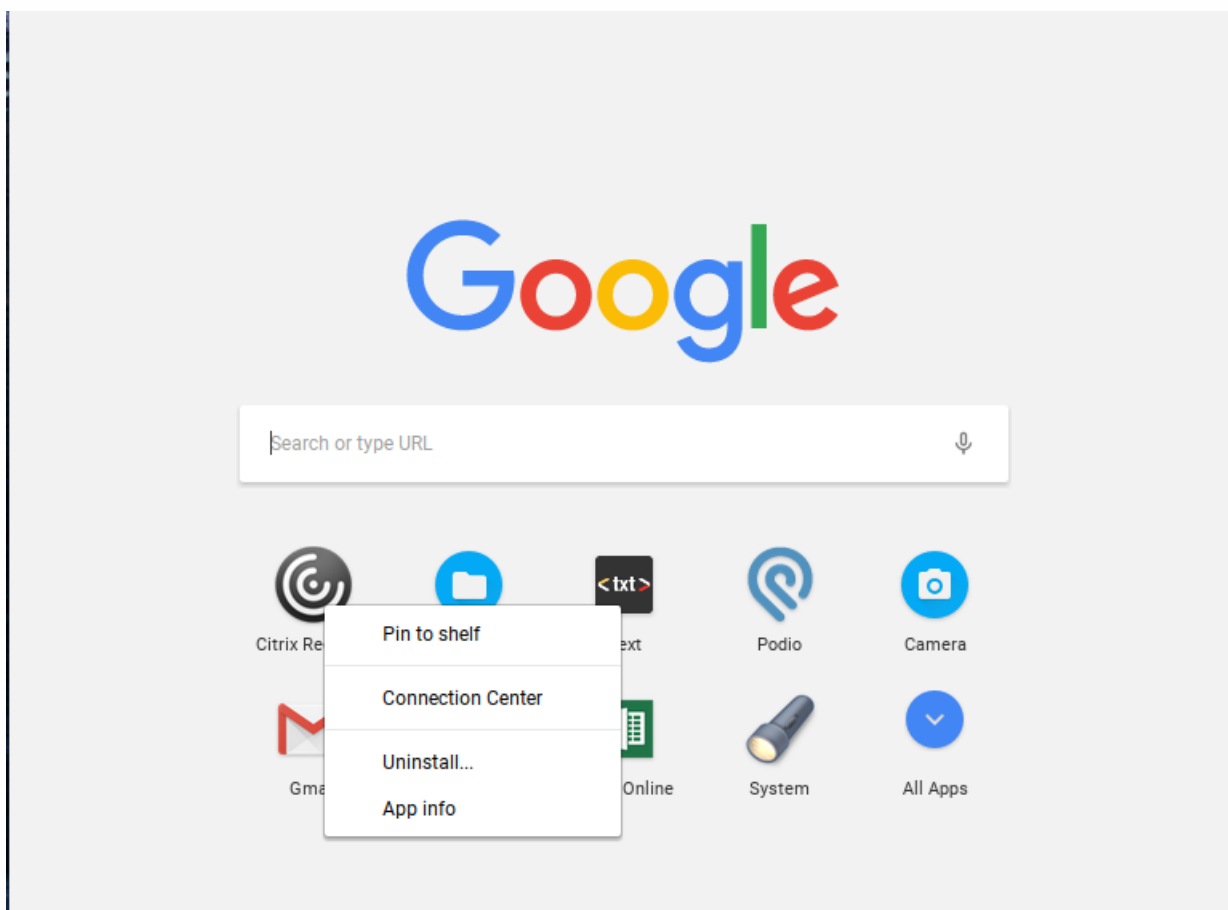 Google
Search or type URL
<txt>
Citrix Re
ext
Podio
Camera
Pin to shelf
Connection Center
Uninstall...
App info
Gma
Online
System
All Apps